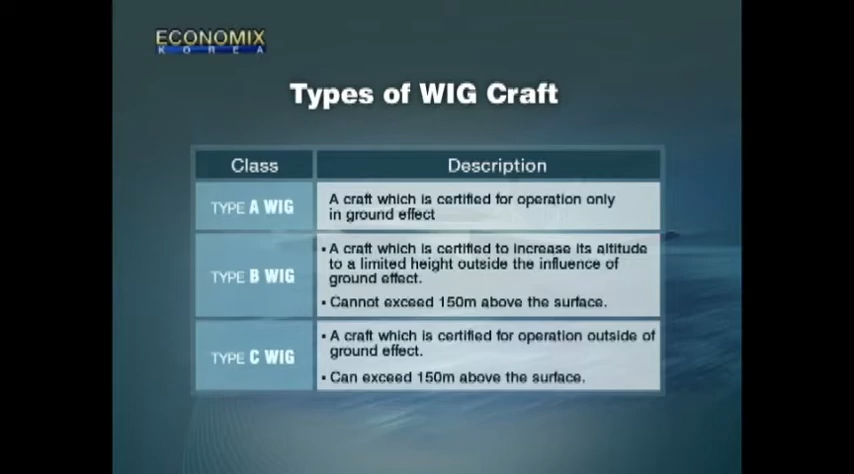 ECONOMIX
KOREA
Types of WIG Craft
Class
Description
TYPE A WIG
A craft which is certified for operation only
in ground effect
TYPE B WIG
▪ A craft which is certified to increase its altitude
to a limited height outside the influence of
ground effect.
▪ Cannot exceed 150m above the surface.
TYPE C WIG
▪ A craft which is certified for operation outside of
ground effect.
▪ Can exceed 150m above the surface.